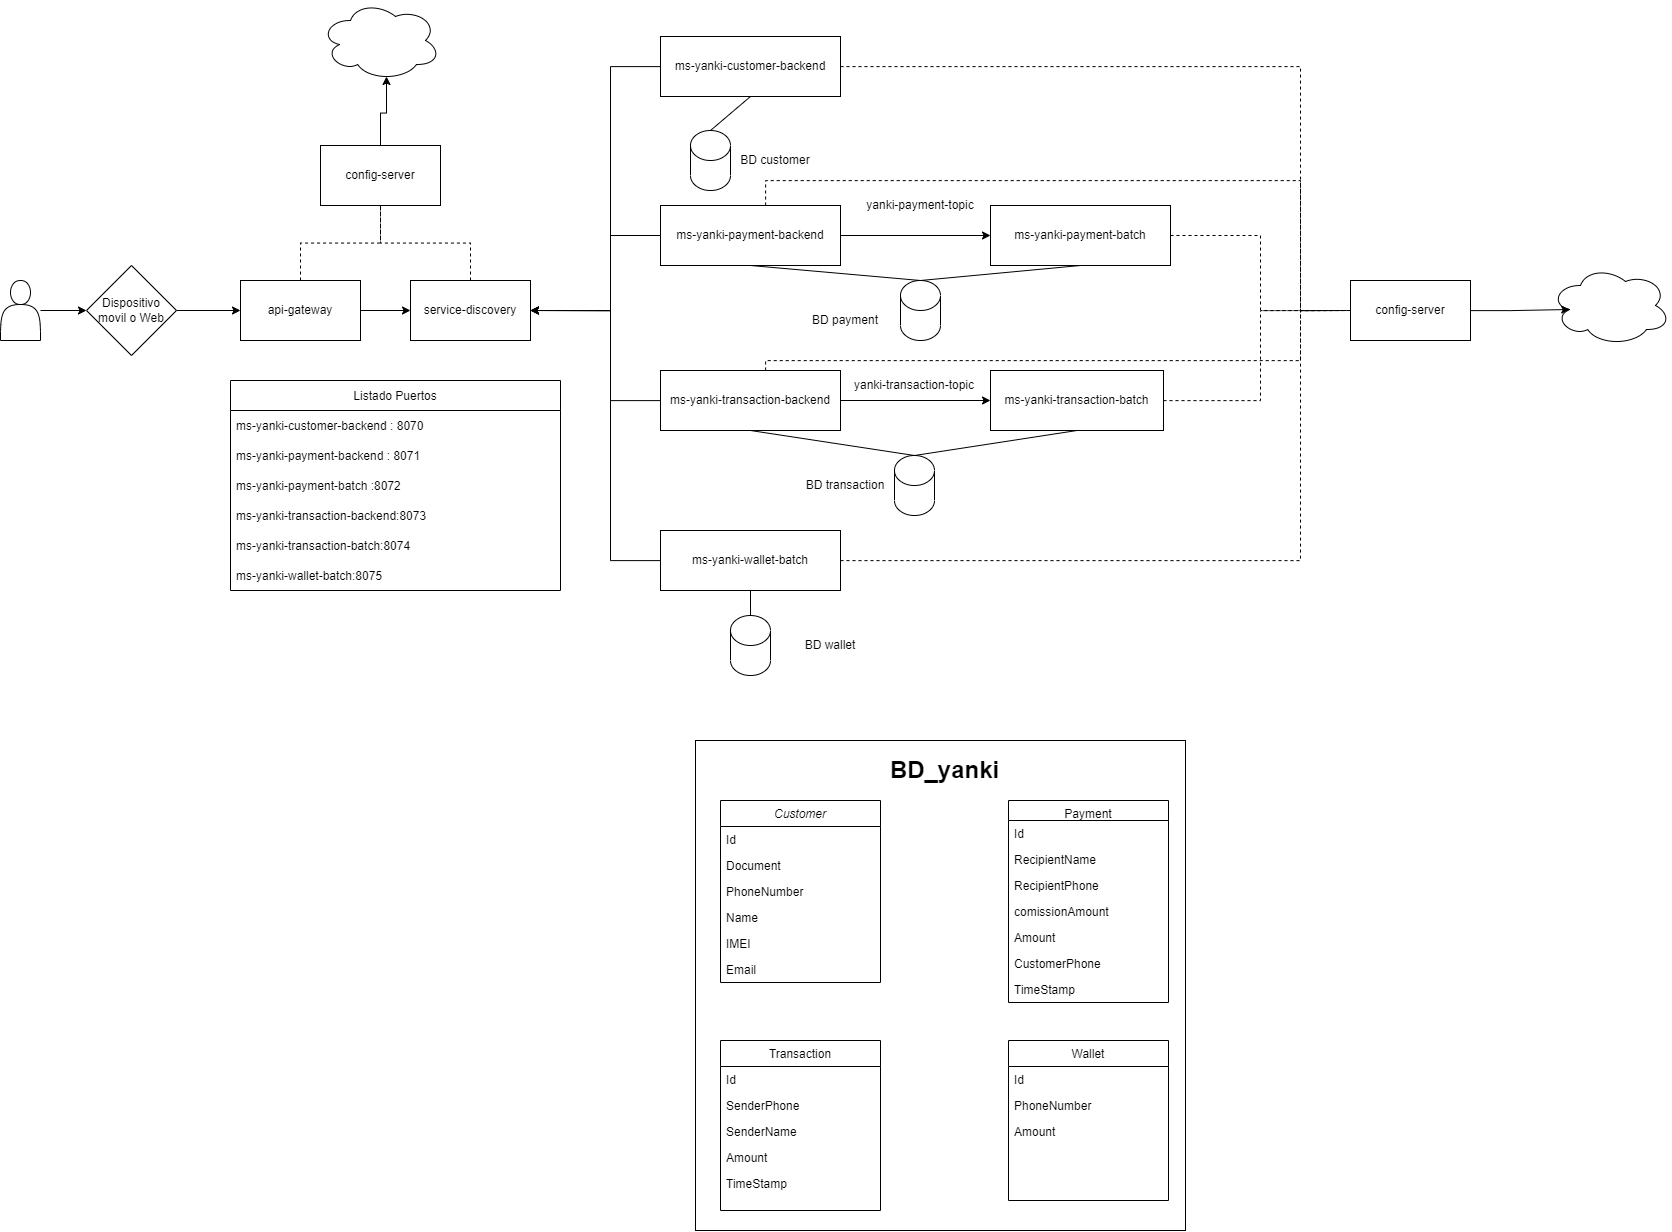 ms-yanki-customer-backend
BD customer
config-server
yanki-payment-topic
ms-yanki-payment-backend
ms-yanki-payment-batch
Dispositivo
movil o Web
api-gateway
service-discovery
BD payment
config-server
Listado Puertos
ms-yanki-customer-backend : 8070
ms-yanki-payment-backend : 8071
ms-yanki-payment-batch :8072
ms-yanki-transaction-backend:8073
ms-yanki-transaction-batch:8074
ms-yanki-wallet-batch:8075
yanki-transaction-topic
ms-yanki-transaction-backend
ms-yanki-transaction-batch
BD transaction
ms-yanki-wallet-batch
BD wallet
BD_yanki
Customer
Id
Document
PhoneNumber
Name
IMEI
Email
Payment
Id
RecipientName
RecipientPhone
comissionAmount
Amount
CustomerPhone
TimeStamp
Transaction
Id
SenderPhone
SenderName
Amount
TimeStamp
Wallet
Id
PhoneNumber
Amount